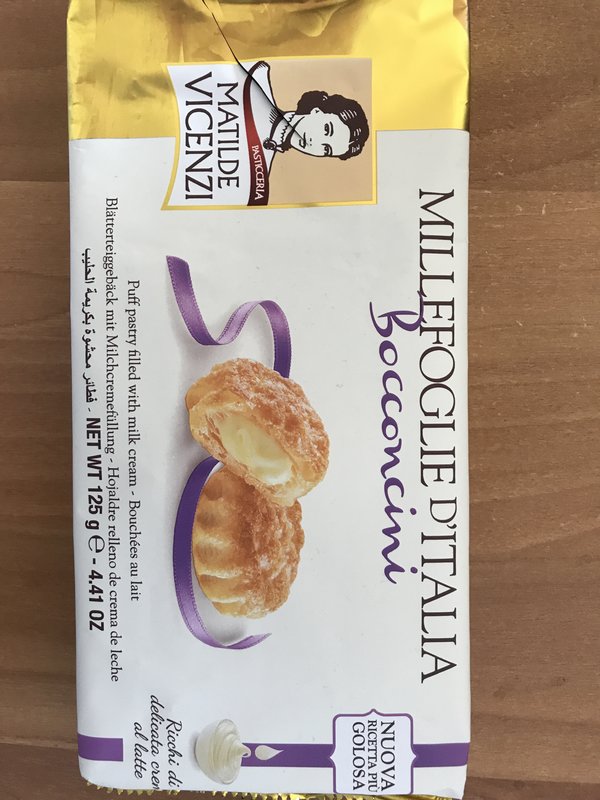 PASTICCERIA
MATILDE
VICENZI
MILLEFOGLIE D'ITALIA
Bocconcini
Puff pastry filled with milk cream - Bouchées au lait
Blätterteiggebäck mit Milchcremefüllung - Hojaldre relleno de crema de leche
فطائر محشوة بكريمة الحليب - NET WT 125 g ℮ - 4.41 OZ
NUOVA
RICETTA PIÙ
GOLOSA
Ricchi di
delicata crem
al latte